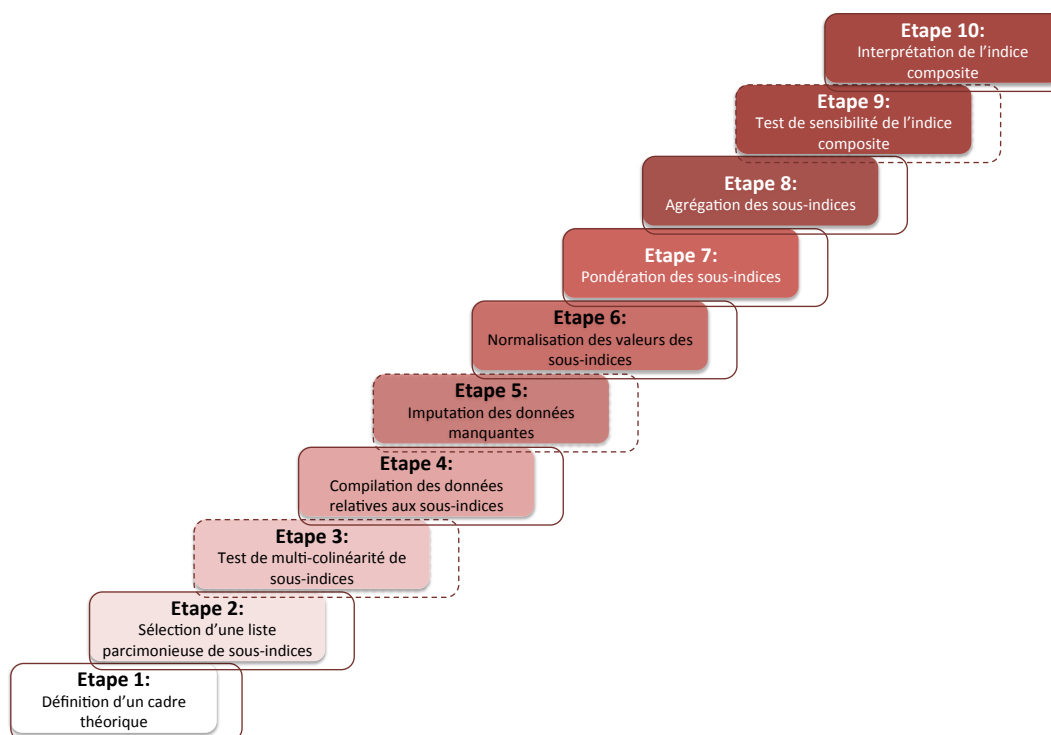 Etape 10:
Interprétation de l’indice
composite
Etape 9:
Test de sensibilité de l’indice
composite
Etape 8:
Agrégation des sous-indices
Etape 7:
Pondération des sous-indices
Etape 6:
Normalisation des valeurs des
sous-indices
Etape 5:
Imputation des données
manquantes
Etape 4:
Compilation des données
relatives aux sous-indices
Etape 3:
Test de multi-colinéarité de
sous-indices
Etape 2:
Sélection d’une liste
parcimonieuse de sous-indices
Etape 1:
Définition d’un cadre
théorique